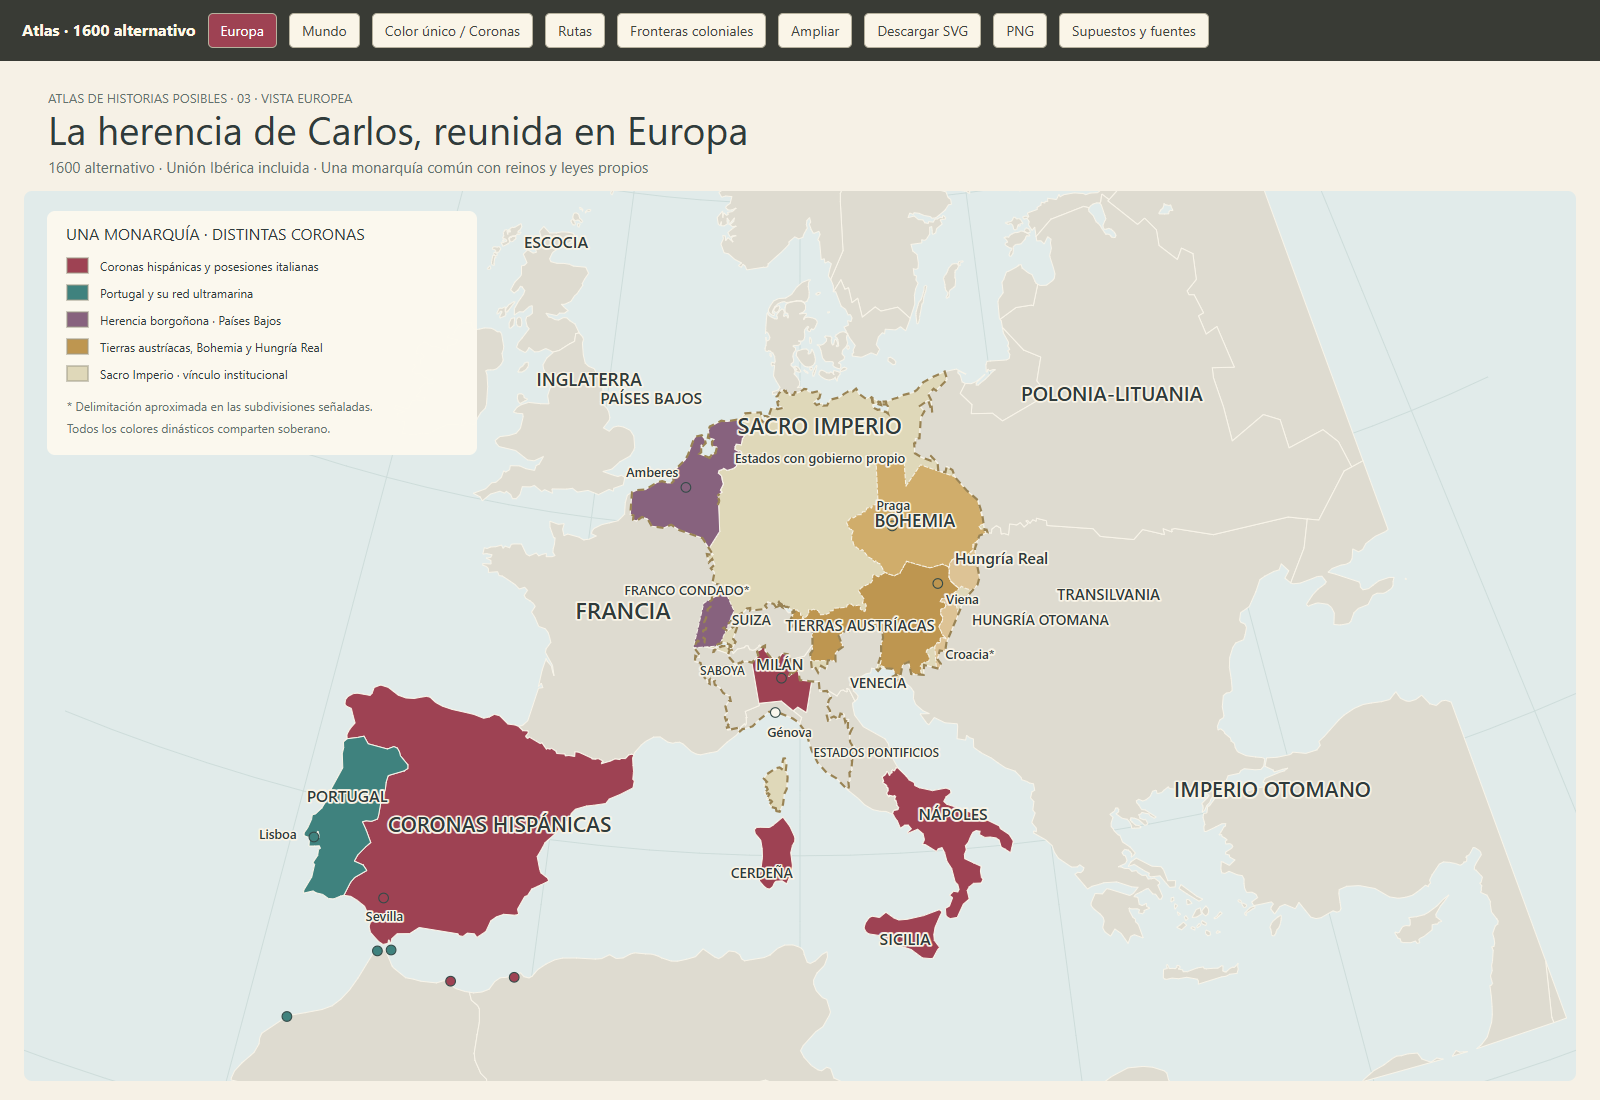 Atlas · 1600 alternativo
Europa
Mundo
Color único / Coronas
Rutas
Fronteras coloniales
Ampliar
Descargar SVG
PNG
Supuestos y fuentes
ATLAS DE HISTORIAS POSIBLES · 03 · VISTA EUROPEA
La herencia de Carlos, reunida en Europa
1600 alternativo · Unión Ibérica incluida · Una monarquía común con reinos y leyes propios
UNA MONARQUÍA · DISTINTAS CORONAS
Coronas hispánicas y posesiones italianas
Portugal y su red ultramarina
Herencia borgoñona · Países Bajos
Tierras austríacas, Bohemia y Hungría Real
Sacro Imperio · vínculo institucional
* Delimitación aproximada en las subdivisiones señaladas.
Todos los colores dinásticos comparten soberano.
ESCOCIA
INGLATERRA
PAÍSES BAJOS
POLONIA-LITUANIA
SACRO IMPERIO
Estados con gobierno propio
Amberes
Praga
BOHEMIA
Hungría Real
FRANCO CONDADO*
TRANSILVANIA
Viena
FRANCIA
SUIZA
TIERRAS AUSTRÍACAS
HUNGRÍA OTOMANA
Croacia*
MILÁN
SABOYA
VENECIA
Génova
ESTADOS PONTIFICIOS
IMPERIO OTOMANO
PORTUGAL
NÁPOLES
CORONAS HISPÁNICAS
Lisboa
CERDEÑA
Sevilla
SICILIA